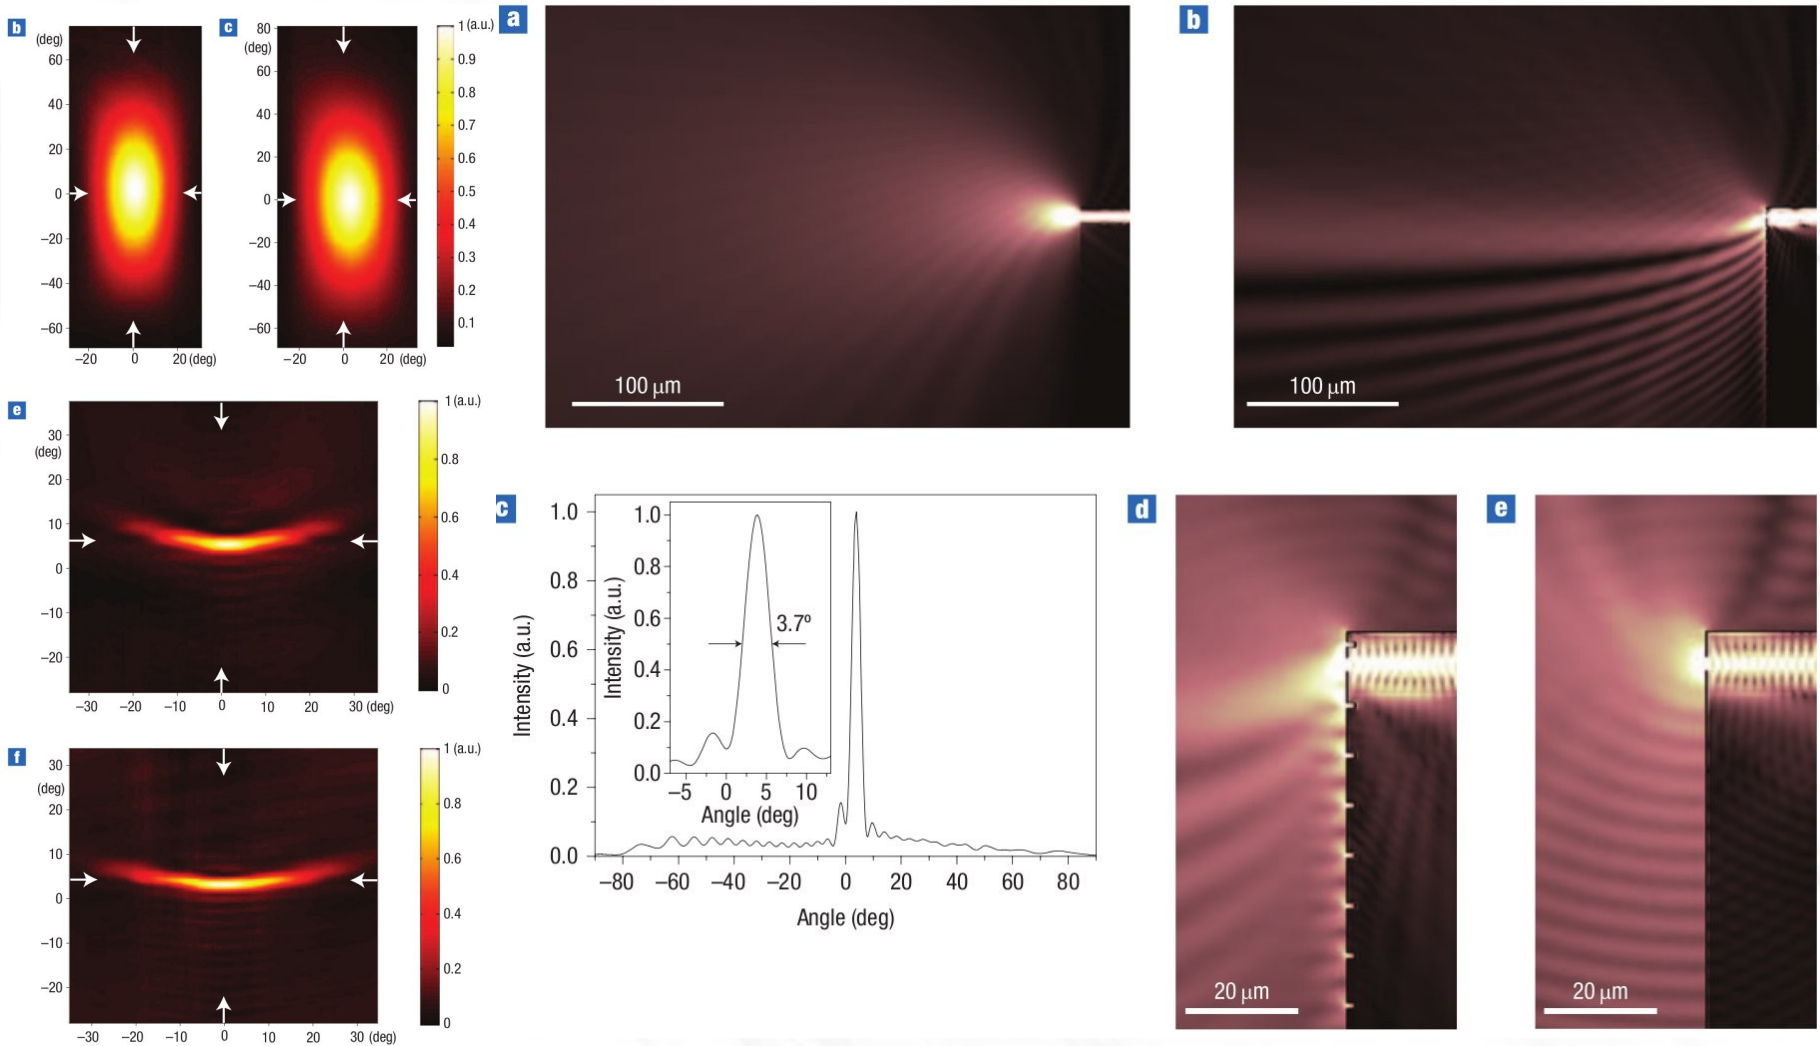 b
(deg)
60
40
20
0
−20
−40
−60
−20 0 20 (deg)
c
80
(deg)
60
40
20
0
−20
−40
−60
−20 0 20 (deg)
1 (a.u.)
0.9
0.8
0.7
0.6
0.5
0.4
0.3
0.2
0.1
a
100 µm
b
100 µm
e
30
(deg)
20
10
0
−10
−20
−30 −20 −10 0 10 20 30 (deg)
1 (a.u.)
0.8
0.6
0.4
0.2
0
f
30
(deg)
20
10
0
−10
−20
−30 −20 −10 0 10 20 30 (deg)
1 (a.u.)
0.8
0.6
0.4
0.2
0
c
Intensity (a.u.)
1.0
0.8
0.6
0.4
0.2
0.0
−80 −60 −40 −20 0 20 40 60 80
Angle (deg)
Intensity (a.u.)
1.0
0.8
0.6
0.4
0.2
0.0
3.7º
−5 0 5 10
Angle (deg)
d
20 µm
e
20 µm